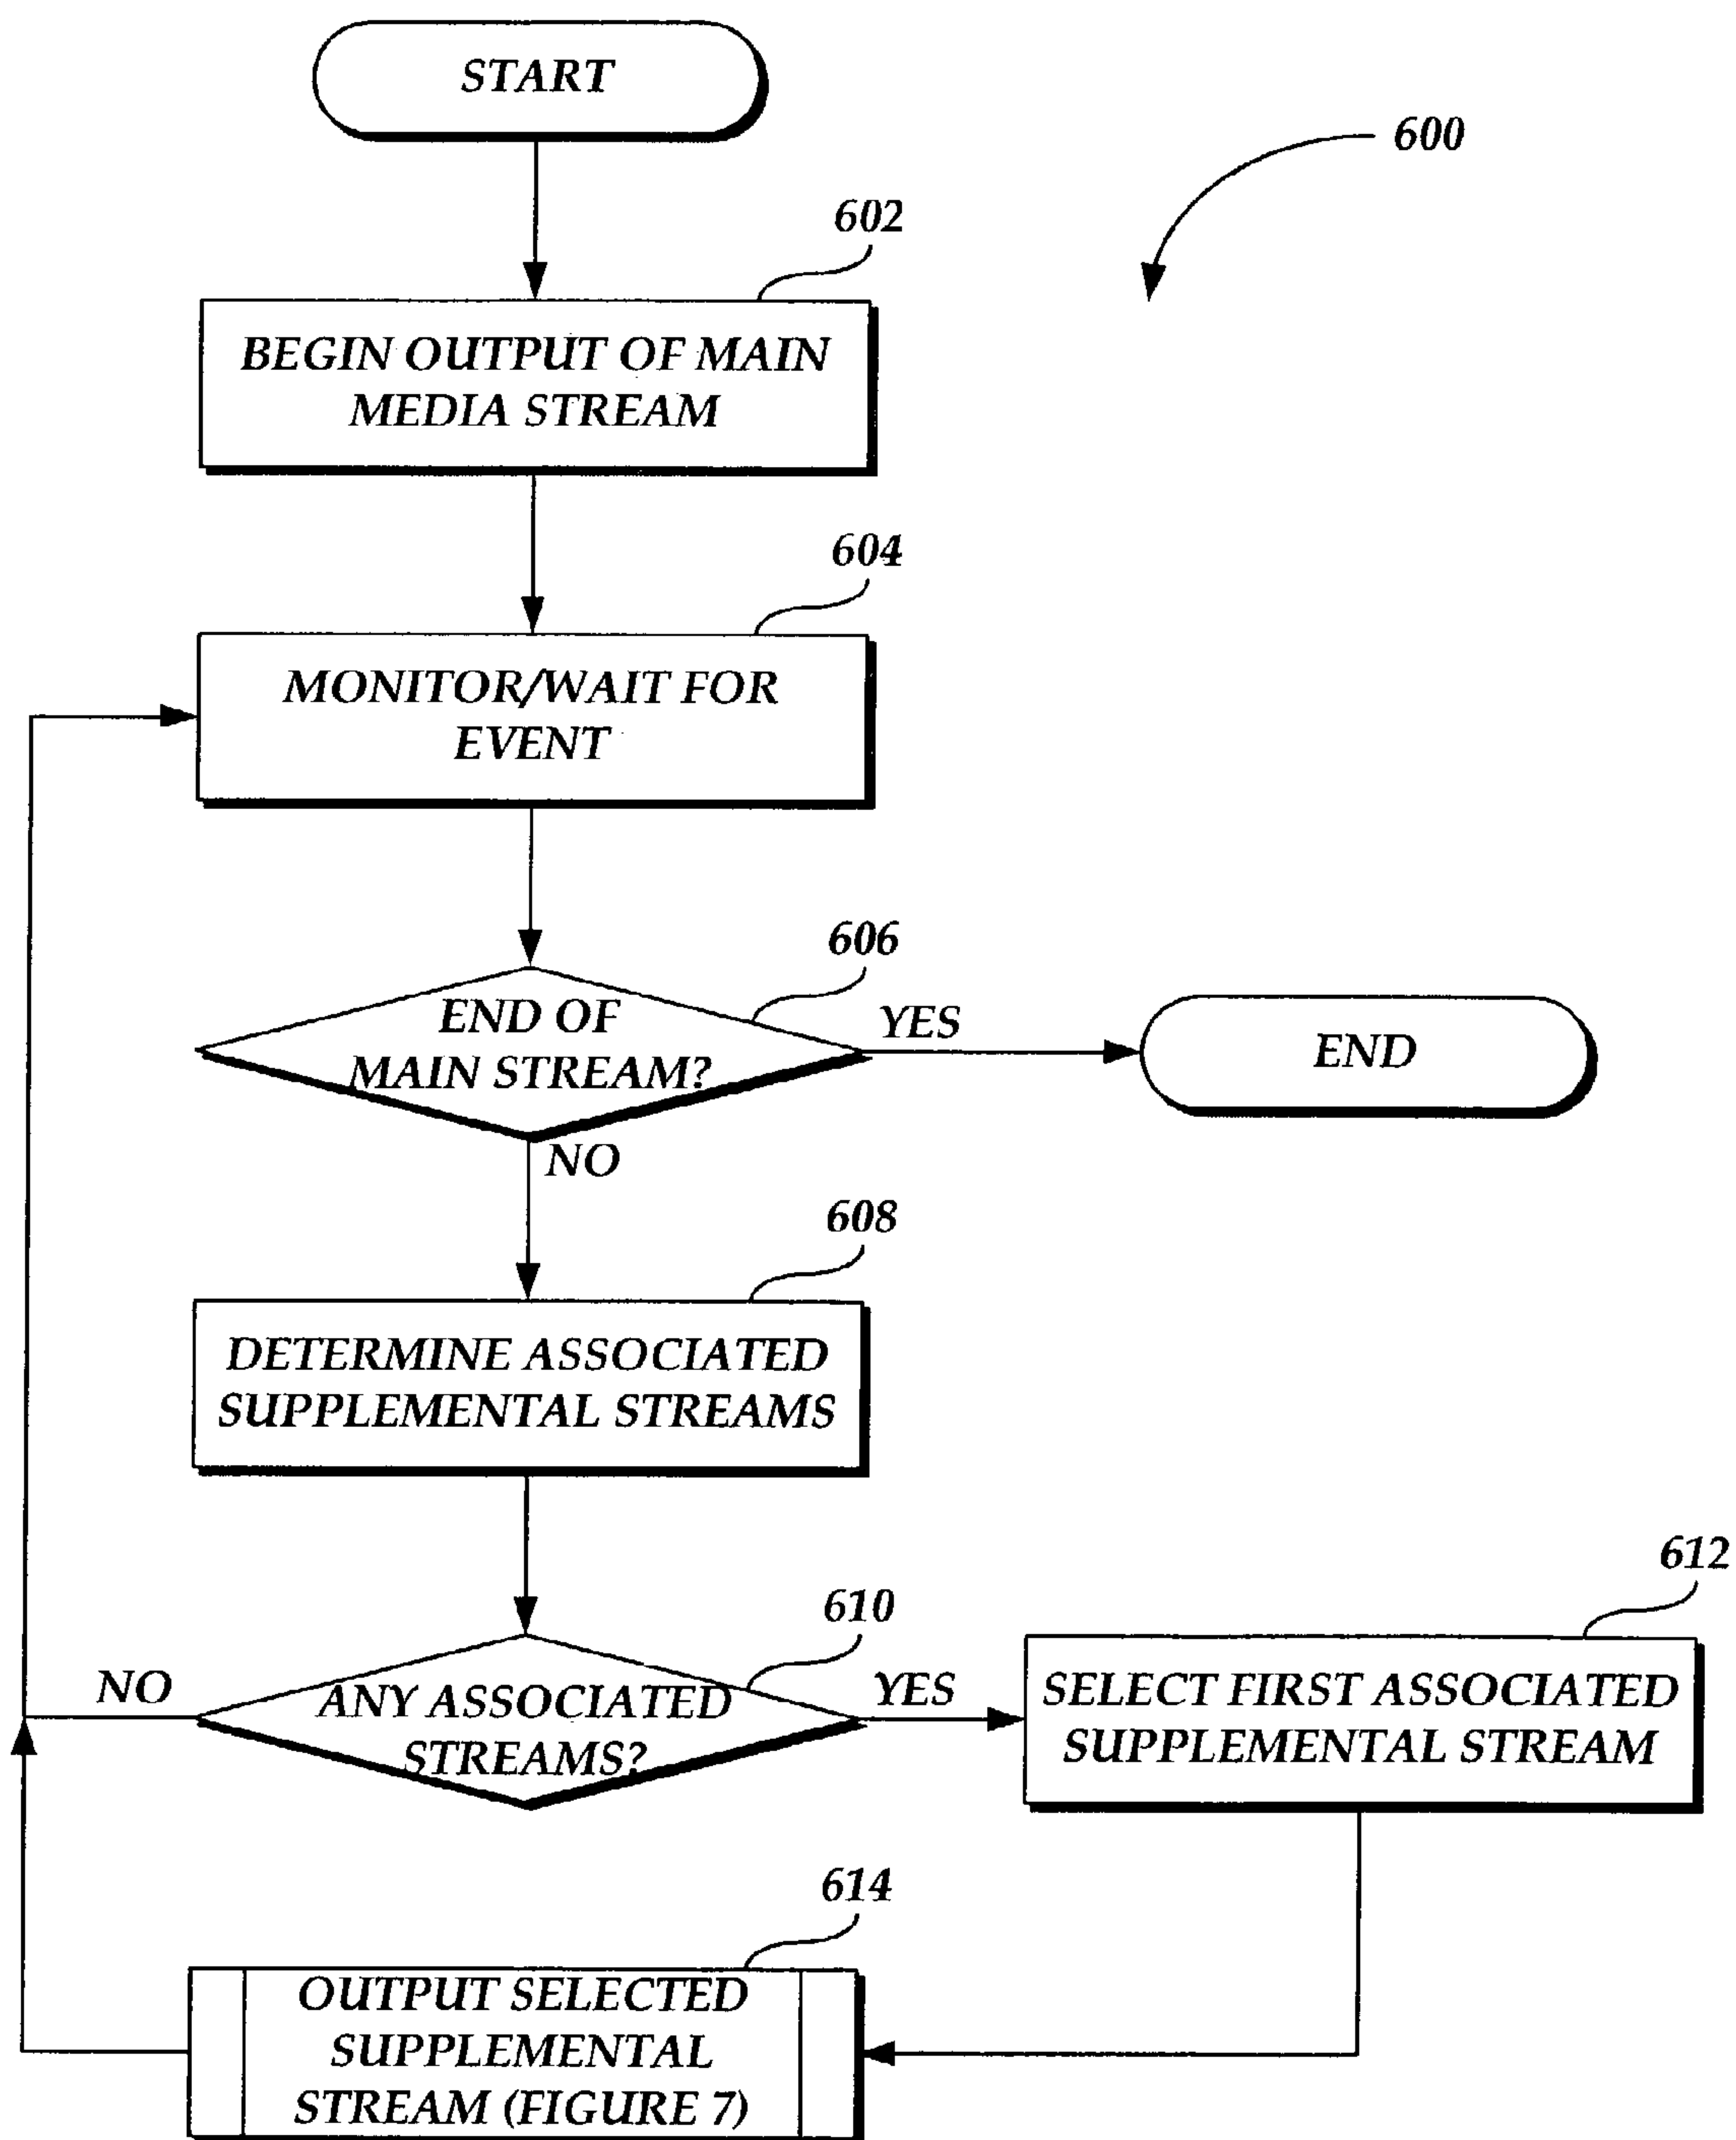 START
600
602
BEGIN OUTPUT OF MAIN
MEDIA STREAM
604
MONITOR/WAIT FOR
EVENT
606
END OF
MAIN STREAM?
YES
END
NO
608
DETERMINE ASSOCIATED
SUPPLEMENTAL STREAMS
610
612
NO
ANY ASSOCIATED
STREAMS?
YES
SELECT FIRST ASSOCIATED
SUPPLEMENTAL STREAM
614
OUTPUT SELECTED
SUPPLEMENTAL
STREAM (FIGURE 7)